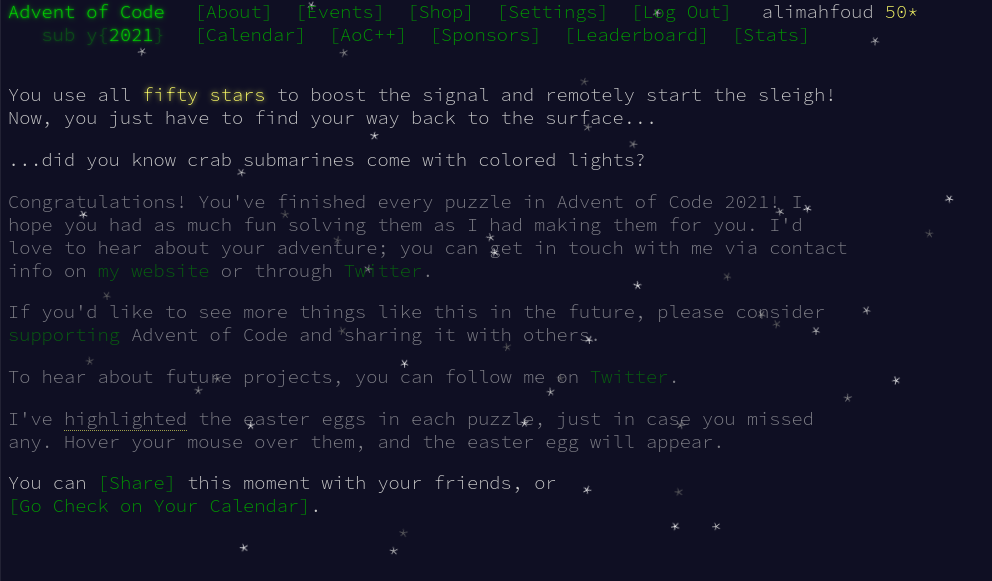 Advent of Code [About] [Events] [Shop] [Settings] [Log Out] alimahfoud 50*
sub y{2021} [Calendar] [AoC++] [Sponsors] [Leaderboard] [Stats]
You use all fifty stars to boost the signal and remotely start the sleigh!
Now, you just have to find your way back to the surface...
...did you know crab submarines come with colored lights?
Congratulations! You've finished every puzzle in Advent of Code 2021! I
hope you had as much fun solving them as I had making them for you. I'd
love to hear about your adventure; you can get in touch with me via contact
info on my website or through Twitter.
If you'd like to see more things like this in the future, please consider
supporting Advent of Code and sharing it with others.
To hear about future projects, you can follow me on Twitter.
I've highlighted the easter eggs in each puzzle, just in case you missed
any. Hover your mouse over them, and the easter egg will appear.
You can [Share] this moment with your friends, or
[Go Check on Your Calendar].